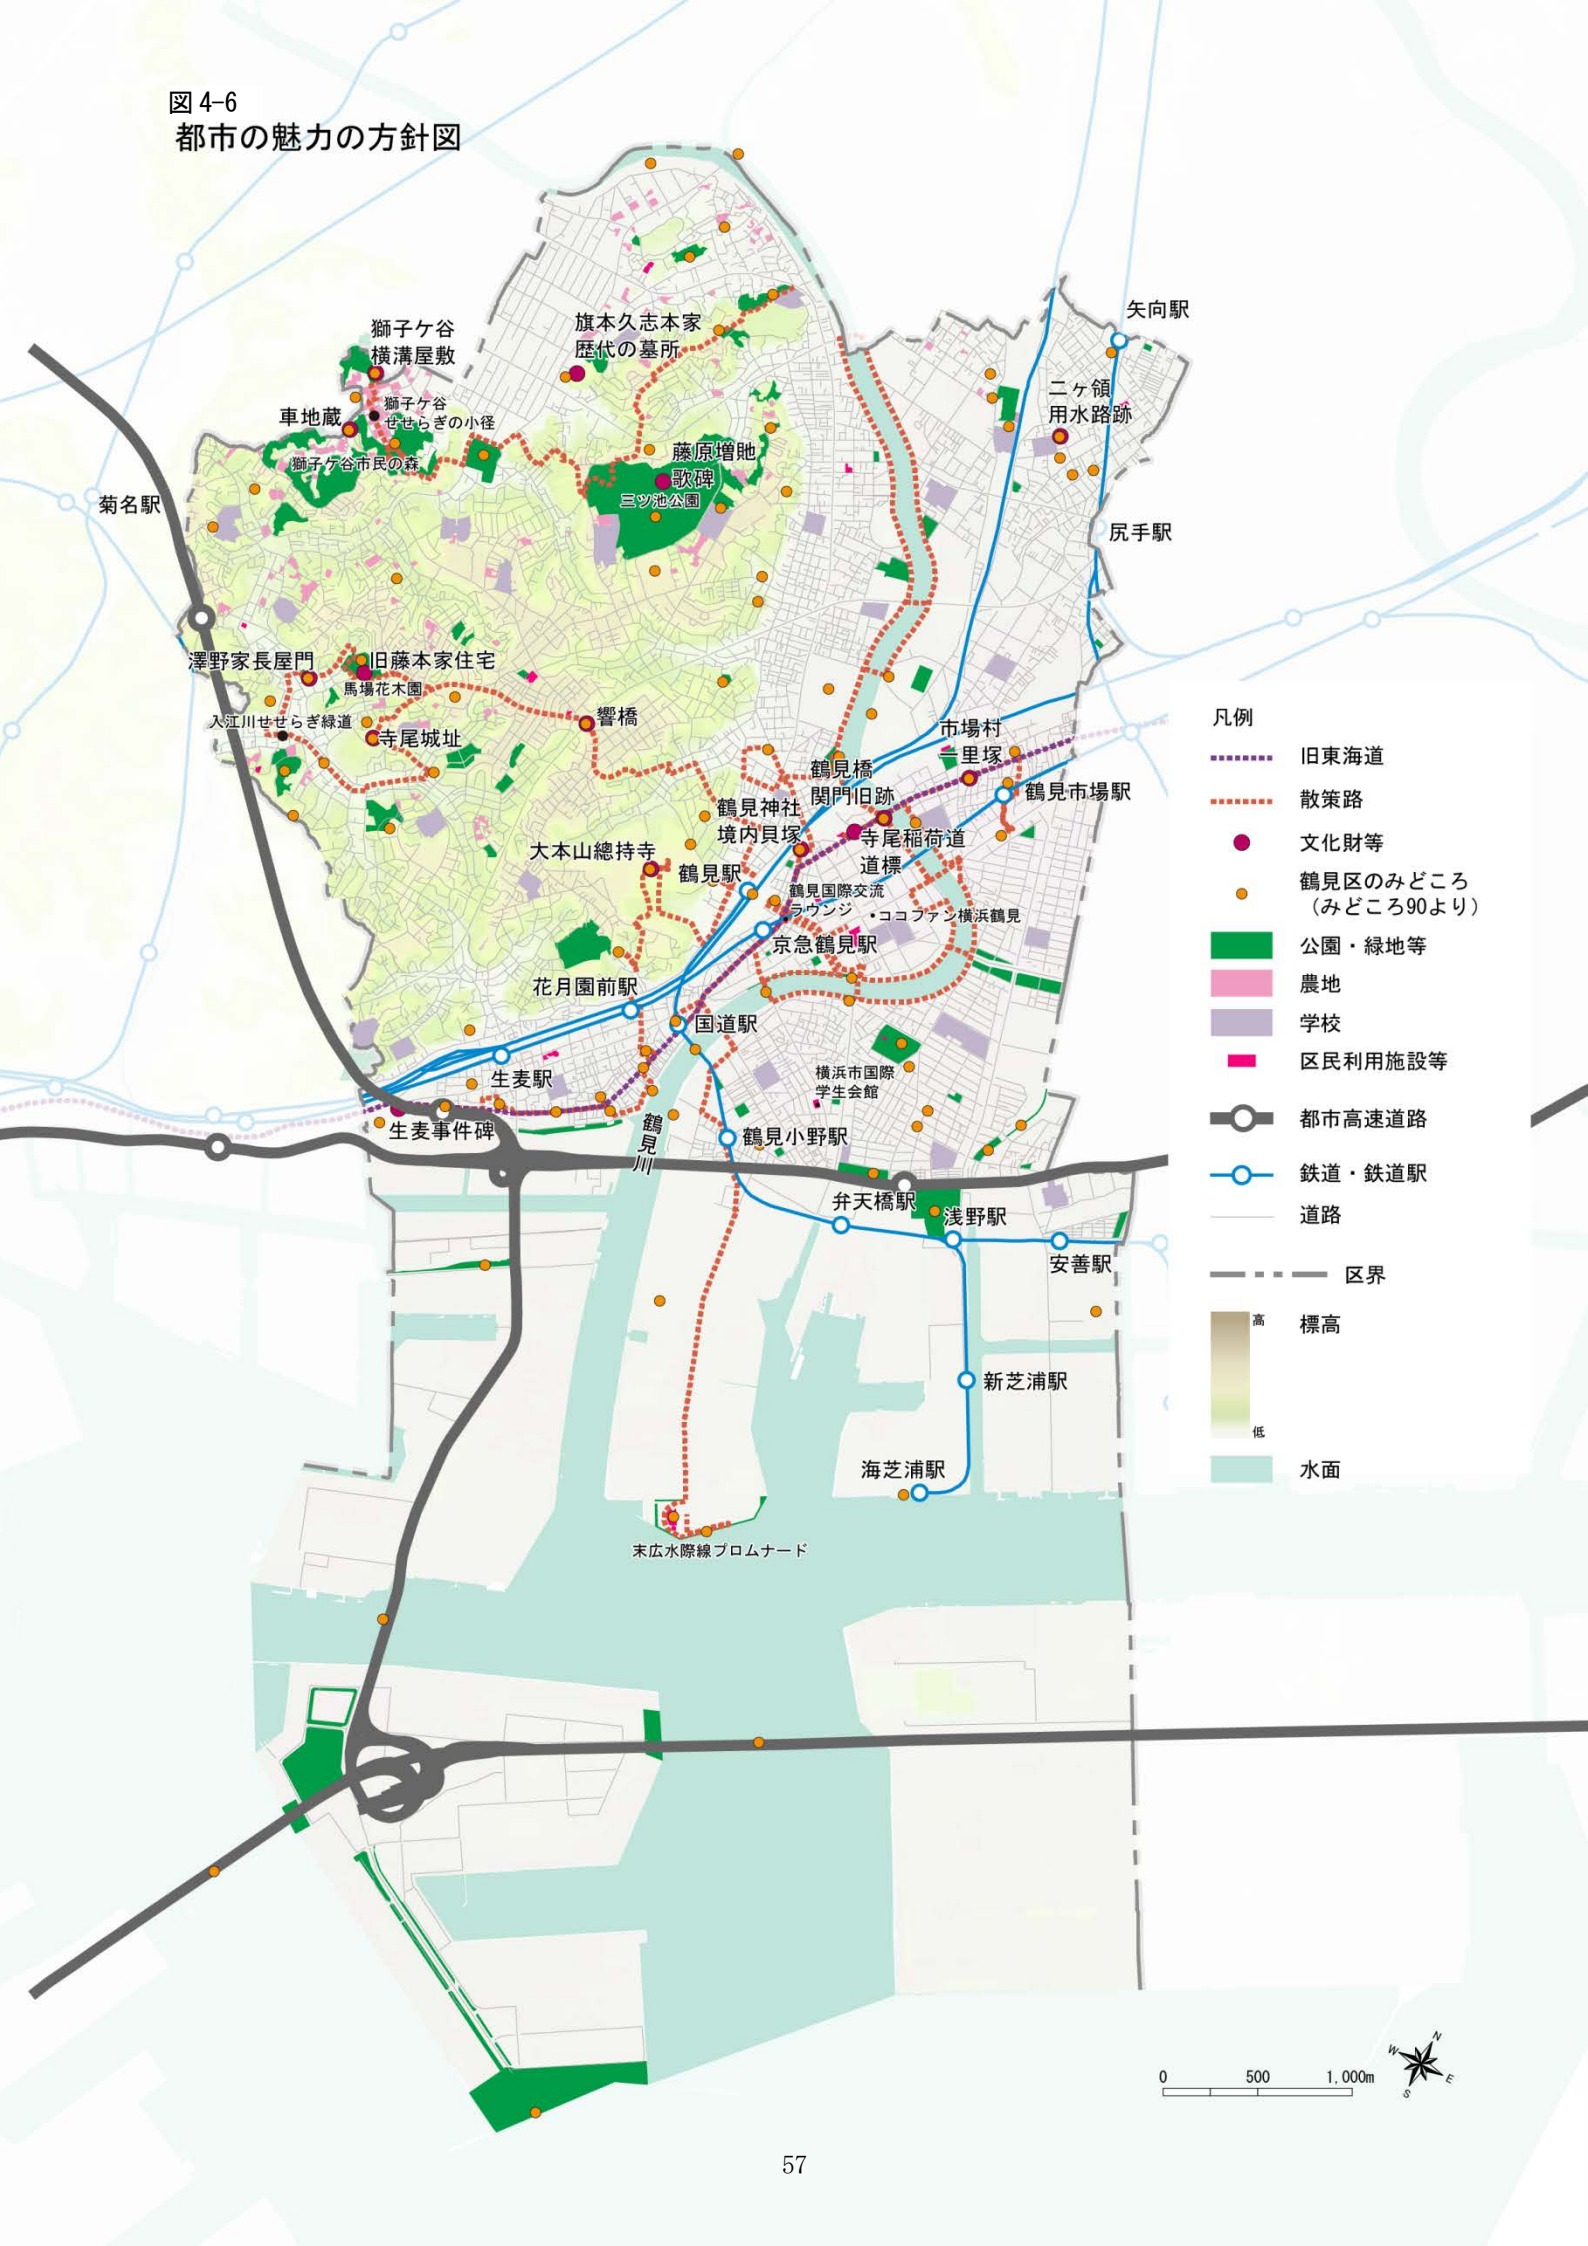 図 4-6
都市の魅力の方針図
矢向駅
獅子ケ谷
横溝屋敷
旗本久志本家
歴代の墓所
二ヶ領
用水路跡
車地蔵
獅子ケ谷
せせらぎの小径
獅子ケ谷市民の森
藤原増貤
歌碑
三ツ池公園
菊名駅
尻手駅
澤野家長屋門
旧藤本家住宅
馬場花木園
入江川せせらぎ緑道
寺尾城址
響橋
市場村
一里塚
鶴見橋
関門旧跡
鶴見市場駅
鶴見神社
境内貝塚
寺尾稲荷道
道標
大本山總持寺
鶴見駅
鶴見国際交流
ラウンジ
・ココファン横浜鶴見
京急鶴見駅
花月園前駅
国道駅
生麦駅
横浜市国際
学生会館
生麦事件碑
鶴見川
鶴見小野駅
弁天橋駅
浅野駅
安善駅
新芝浦駅
海芝浦駅
末広水際線プロムナード
凡例
旧東海道
散策路
文化財等
鶴見区のみどころ
（みどころ90より）
公園・緑地等
農地
学校
区民利用施設等
都市高速道路
鉄道・鉄道駅
道路
区界
高
標高
低
水面
0 500 1,000m
N
W
E
S
57